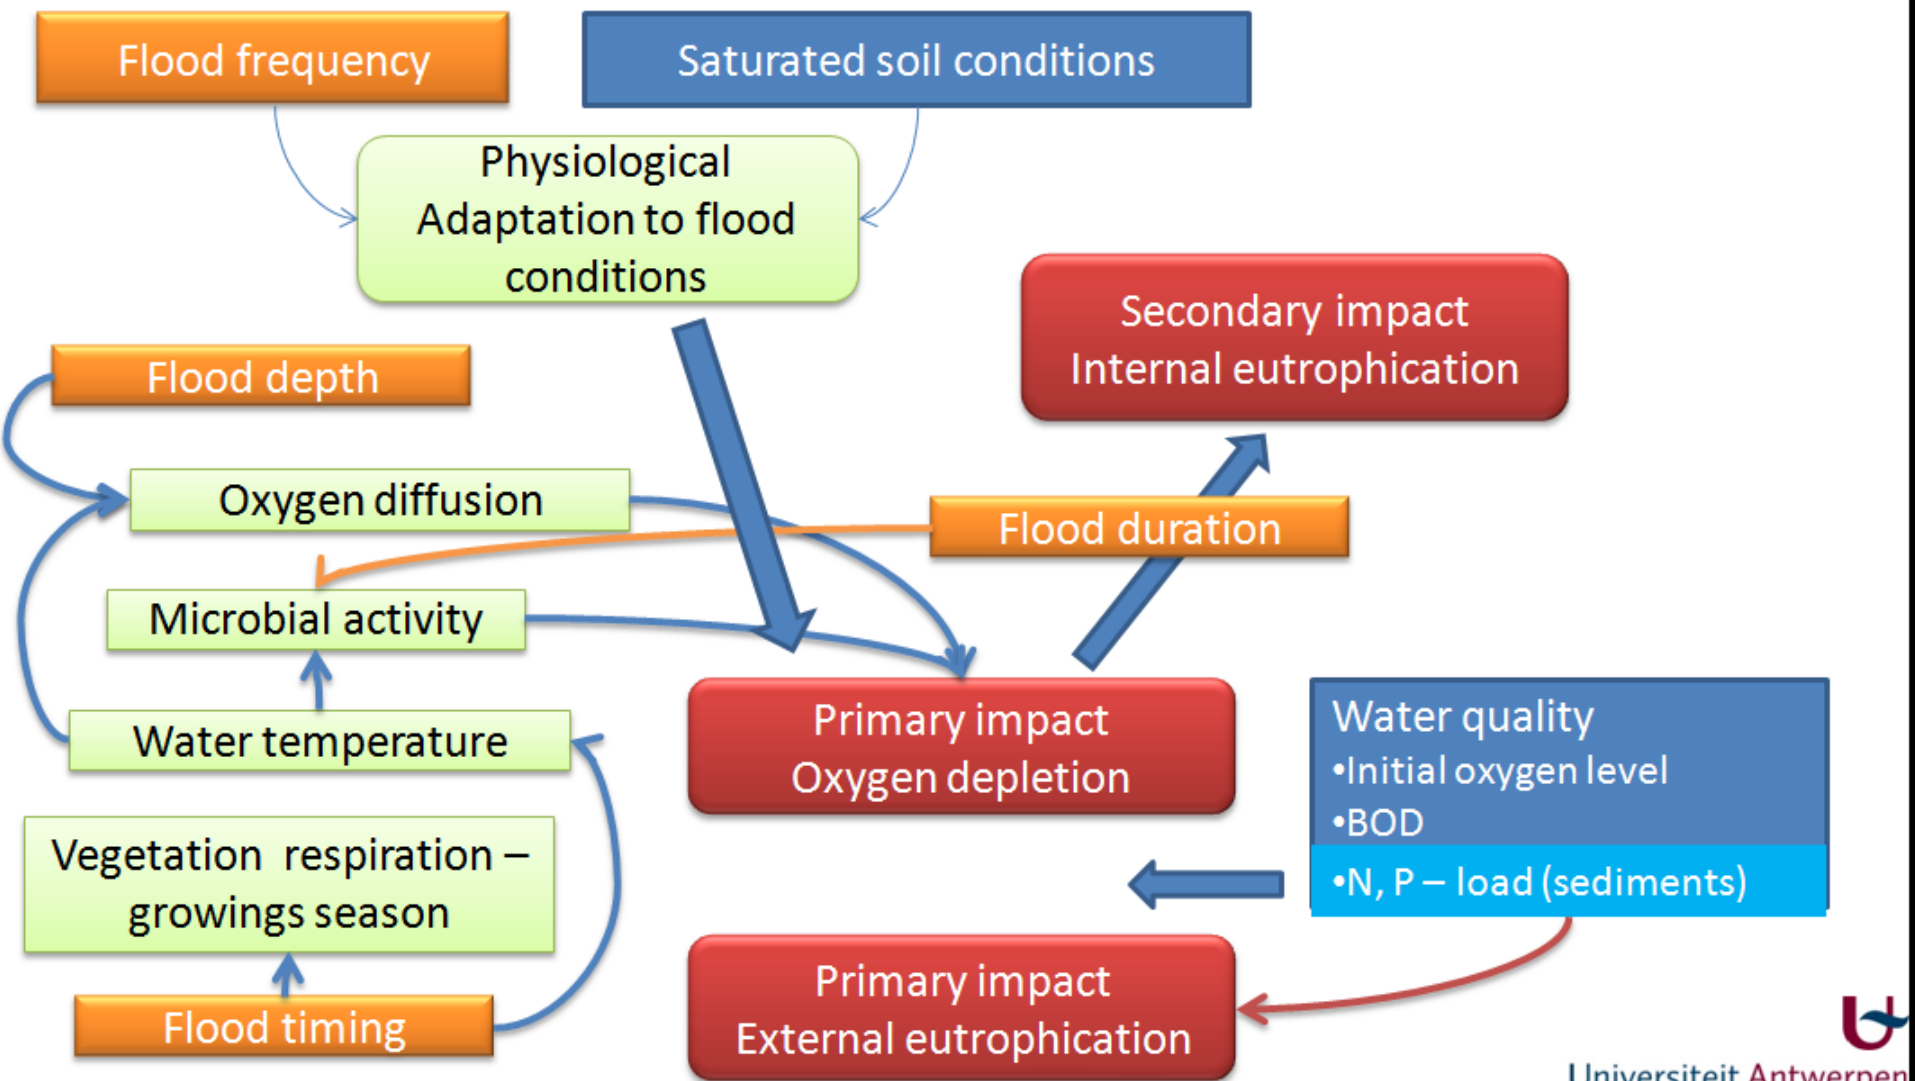 Flood frequency
Saturated soil conditions
Physiological
Adaptation to flood
conditions
Secondary impact
Internal eutrophication
Flood depth
Oxygen diffusion
Flood duration
Microbial activity
Water temperature
Primary impact
Oxygen depletion
Water quality
•Initial oxygen level
•BOD
•N, P – load (sediments)
Vegetation respiration –
growings season
Flood timing
Primary impact
External eutrophication
Universiteit Antwerpen